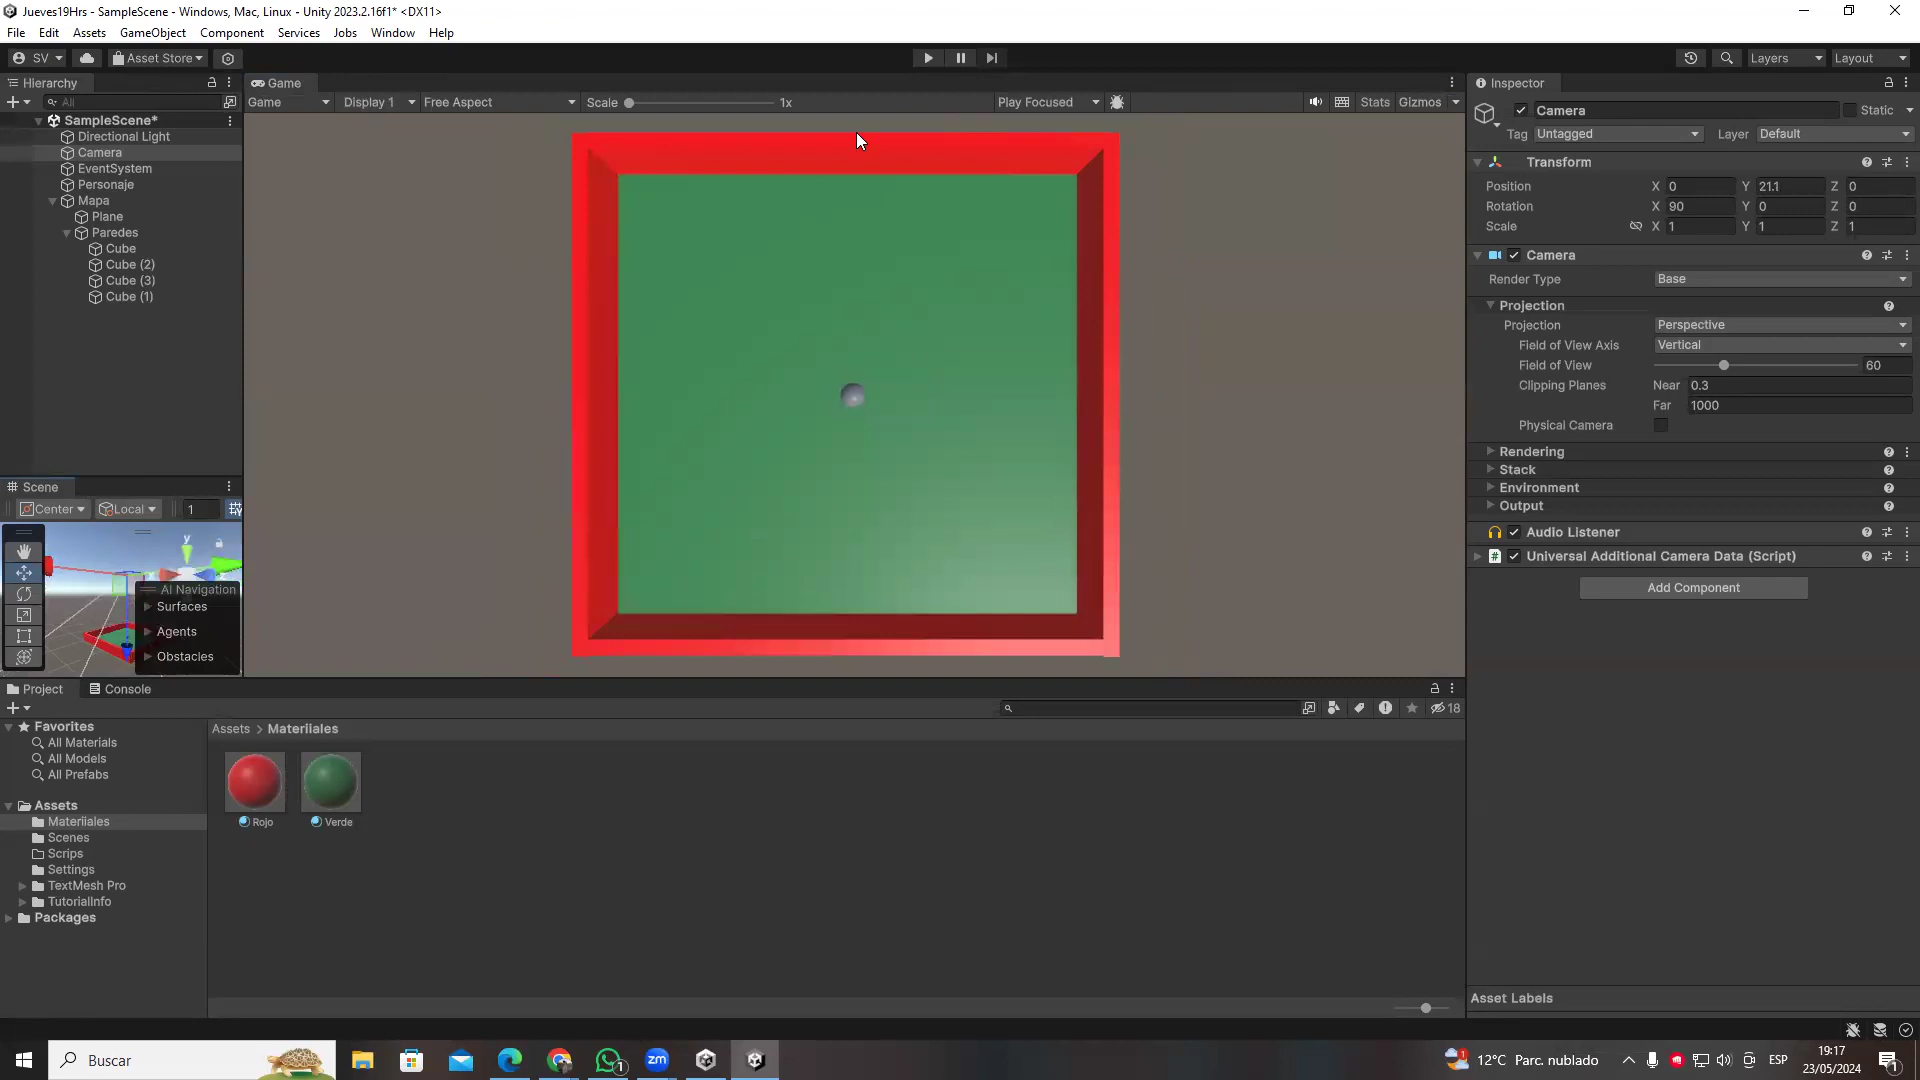 Jueves19Hrs - SampleScene - Windows, Mac, Linux - Unity 2023.2.16f1* <DX11>
File Edit Assets GameObject Component Services Jobs Window Help
SV Asset Store Layers Layout
Hierarchy
All
SampleScene*
Directional Light
Camera
EventSystem
Personaje
Mapa
Plane
Paredes
Cube
Cube (2)
Cube (3)
Cube (1)
Scene
Center Local 1
y
AI Navigation
Surfaces
Agents
Obstacles
Game
Game Display 1 Free Aspect Scale 1x Play Focused Stats Gizmos
Inspector
Camera Static
Tag Untagged Layer Default
Transform
Position X 0 Y 21.1 Z 0
Rotation X 90 Y 0 Z 0
Scale X 1 Y 1 Z 1
Camera
Render Type Base
Projection
Projection Perspective
Field of View Axis Vertical
Field of View 60
Clipping Planes Near 0.3
Far 1000
Physical Camera
Rendering
Stack
Environment
Output
Audio Listener
Universal Additional Camera Data (Script)
Add Component
Asset Labels
Project Console
18
Favorites
All Materials
All Models
All Prefabs
Assets
Materiiales
Scenes
Scrips
Settings
TextMesh Pro
TutorialInfo
Packages
Assets > Materiiales
Rojo Verde
Buscar
zm
12°C Parc. nublado
ESP
19:17
23/05/2024